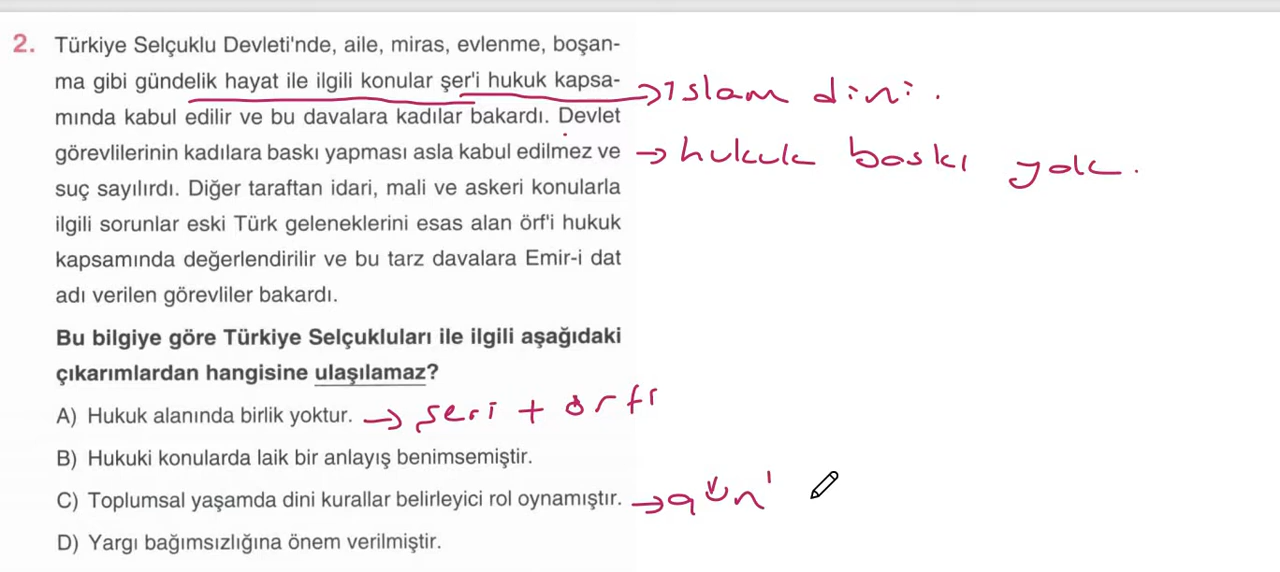 2. Türkiye Selçuklu Devleti'nde, aile, miras, evlenme, boşan-
ma gibi gündelik hayat ile ilgili konular şer'i hukuk kapsa- →İslam dini.
mında kabul edilir ve bu davalara kadılar bakardı. Devlet
görevlilerinin kadılara baskı yapması asla kabul edilmez ve → hukuk baskı yok.
suç sayılırdı. Diğer taraftan idari, mali ve askeri konularla
ilgili sorunlar eski Türk geleneklerini esas alan örf'i hukuk
kapsamında değerlendirilir ve bu tarz davalara Emir-i dat
adı verilen görevliler bakardı.
Bu bilgiye göre Türkiye Selçukluları ile ilgili aşağıdaki
çıkarımlardan hangisine ulaşılamaz?
A) Hukuk alanında birlik yoktur. → şeri + örfi
B) Hukuki konularda laik bir anlayış benimsemiştir.
C) Toplumsal yaşamda dini kurallar belirleyici rol oynamıştır. →
D) Yargı bağımsızlığına önem verilmiştir.